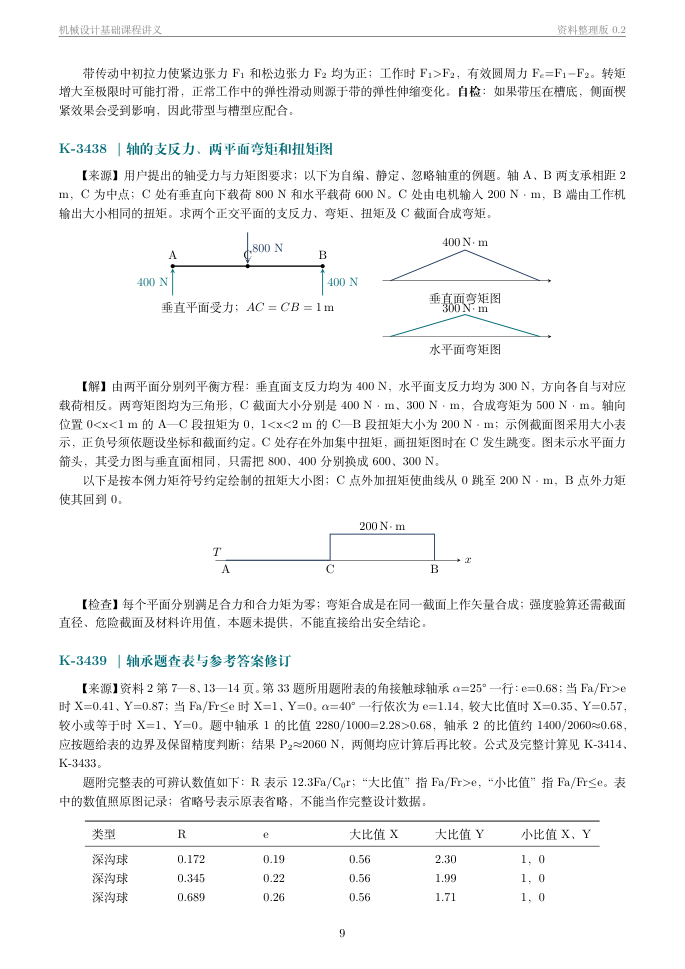 机械设计基础课程讲义 资料整理版 0.2
带传动中初拉力使紧边张力 F₁ 和松边张力 F₂ 均为正；工作时 F₁>F₂，有效圆周力 Fₑ=F₁−F₂。转矩
增大至极限时可能打滑，正常工作中的弹性滑动则源于带的弹性伸缩变化。自检：如果带压在槽底，侧面楔
紧效果会受到影响，因此带型与槽型应配合。
K-3438 | 轴的支反力、两平面弯矩和扭矩图
【来源】用户提出的轴受力与力矩图要求；以下为自编、静定、忽略轴重的例题。轴 A、B 两支承相距 2
m，C 为中点；C 处有垂直向下载荷 800 N 和水平载荷 600 N。C 处由电机输入 200 N · m，B 端由工作机
输出大小相同的扭矩。求两个正交平面的支反力、弯矩、扭矩及 C 截面合成弯矩。
A C 800 N B
400 N 400 N
垂直平面受力；AC = CB = 1 m
400 N· m
垂直面弯矩图
300 N· m
水平面弯矩图
【解】由两平面分别列平衡方程：垂直面支反力均为 400 N，水平面支反力均为 300 N，方向各自与对应
载荷相反。两弯矩图均为三角形，C 截面大小分别是 400 N · m、300 N · m，合成弯矩为 500 N · m。轴向
位置 0<x<1 m 的 A—C 段扭矩为 0，1<x<2 m 的 C—B 段扭矩大小为 200 N · m；示例截面图采用大小表
示，正负号须依题设坐标和截面约定。C 处存在外加集中扭矩，画扭矩图时在 C 发生跳变。图未示水平面力
箭头，其受力图与垂直面相同，只需把 800、400 分别换成 600、300 N。
以下是按本例力矩符号约定绘制的扭矩大小图；C 点外加扭矩使曲线从 0 跳至 200 N · m，B 点外力矩
使其回到 0。
200 N· m
T x
A C B
【检查】每个平面分别满足合力和合力矩为零；弯矩合成是在同一截面上作矢量合成；强度验算还需截面
直径、危险截面及材料许用值，本题未提供，不能直接给出安全结论。
K-3439 | 轴承题查表与参考答案修订
【来源】资料 2 第 7—8、13—14 页。第 33 题所用题附表的角接触球轴承 α=25° 一行：e=0.68；当 Fa/Fr>e
时 X=0.41、Y=0.87；当 Fa/Fr≤e 时 X=1、Y=0。α=40° 一行依次为 e=1.14，较大比值时 X=0.35、Y=0.57，
较小或等于时 X=1、Y=0。题中轴承 1 的比值 2280/1000=2.28>0.68，轴承 2 的比值约 1400/2060≈0.68，
应按题给表的边界及保留精度判断；结果 P₂≈2060 N，两侧均应计算后再比较。公式及完整计算见 K-3414、
K-3433。
题附完整表的可辨认数值如下：R 表示 12.3Fa/C₀r；“大比值”指 Fa/Fr>e，“小比值”指 Fa/Fr≤e。表
中的数值照原图记录；省略号表示原表省略，不能当作完整设计数据。
类型 R e 大比值 X 大比值 Y 小比值 X、Y
深沟球 0.172 0.19 0.56 2.30 1，0
深沟球 0.345 0.22 0.56 1.99 1，0
深沟球 0.689 0.26 0.56 1.71 1，0
9